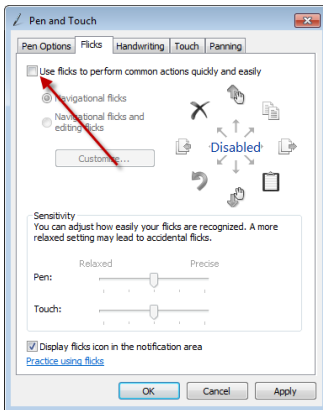 Pen and Touch
Pen Options Flicks Handwriting Touch Panning
Use flicks to perform common actions quickly and easily
Navigational flicks
Navigational flicks and
editing flicks
Disabled
Customize...
Sensitivity
You can adjust how easily your flicks are recognized. A more
relaxed setting may lead to accidental flicks.
Relaxed Precise
Pen:
Touch:
Display flicks icon in the notification area
Practice using flicks
OK Cancel Apply